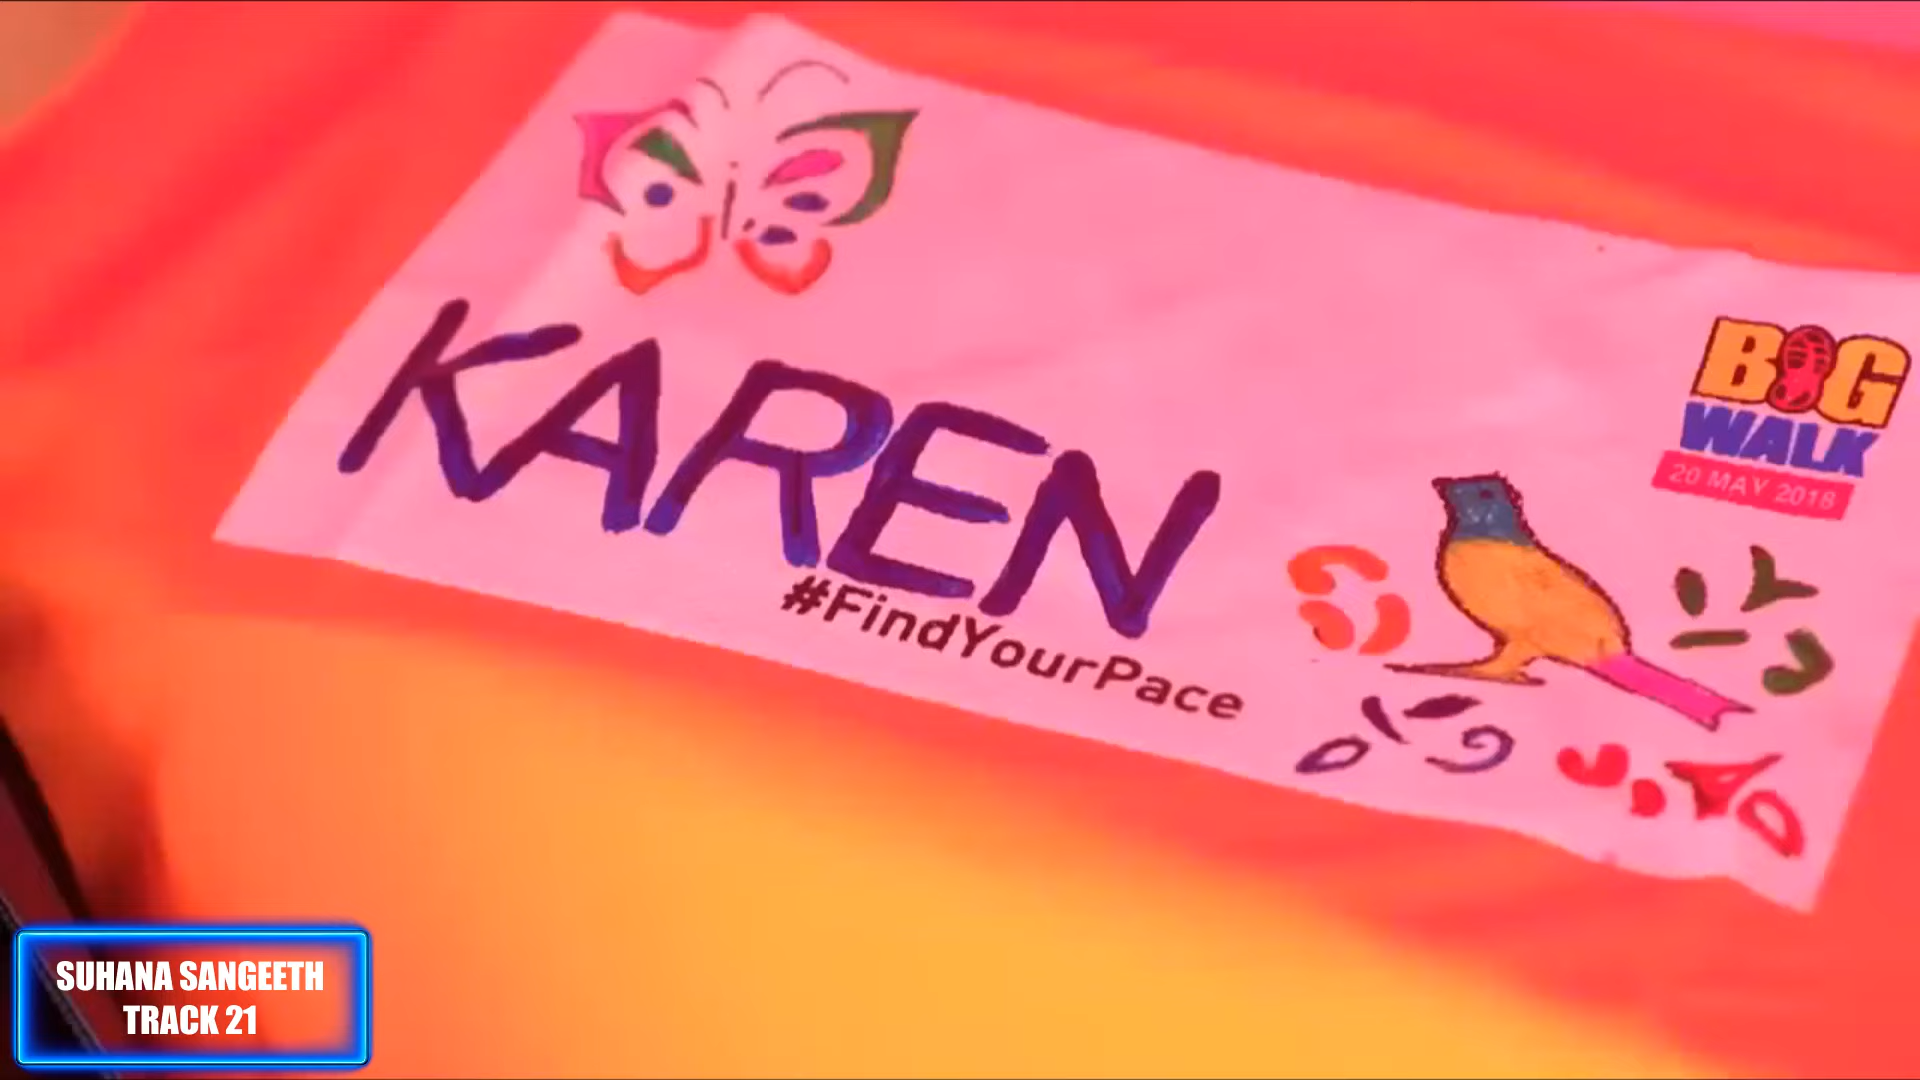 KAREN
#FindYourPace
BIG
WALK
20 MAY 2018
SUHANA SANGEETH
TRACK 21